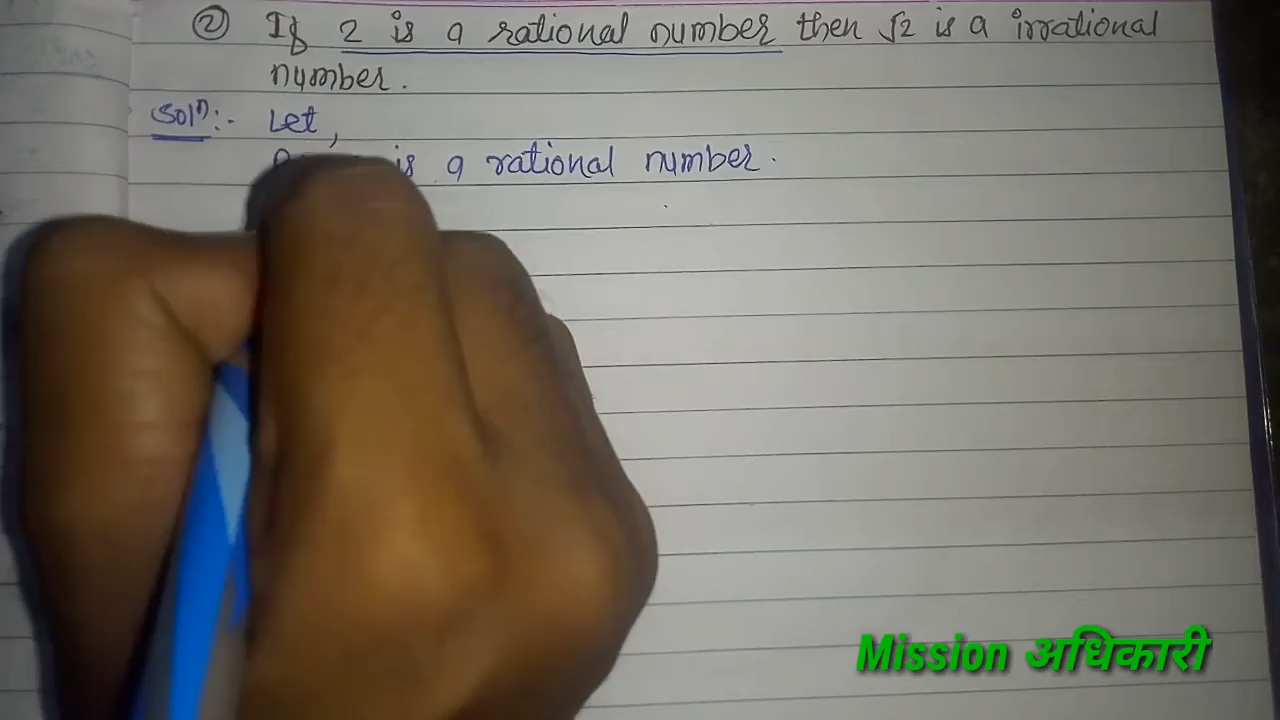 ② If 2 is a rational number then √2 is a irrational
number.
Solⁿ:- Let,
is a rational number.
Mission अधिकारी